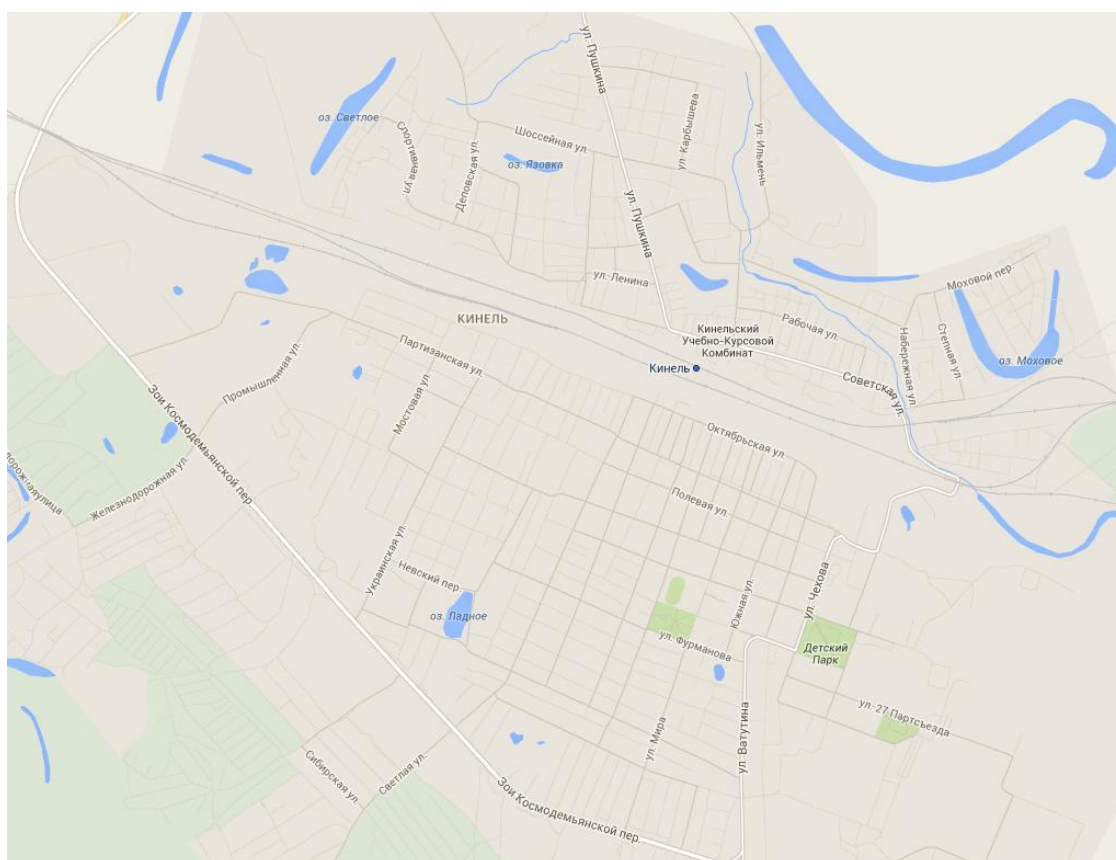 ул. Пушкина
оз. Светлое
спортивная ул.
Деповская ул.
Шоссейная ул.
оз. Язовка
ул. Карбышева
ул. Ильмень
ул. Пушкина
ул. Ленина
Моховой пер.
КИНЕЛЬ
Кинельский
Учебно-Курсовой
Комбинат
Рабочая ул.
Набережная ул.
Степная ул.
оз. Моховое
Партизанская ул.
Кинель
Советская ул.
Промышленная ул.
Мостовая ул.
Зои Космодемьянской пер.
Октябрьская ул.
дорожнаяулица
Железнодорожная ул.
Полевая ул.
Украинская ул.
Невский пер.
оз. Ладное
ул. Чехова
Южная ул.
ул. Фурманова
Детский
Парк
ул. 27 Партсъезда
ул. Мира
ул. Ватутина
Сибирская ул.
Светлая ул.
Зои Космодемьянской пер.